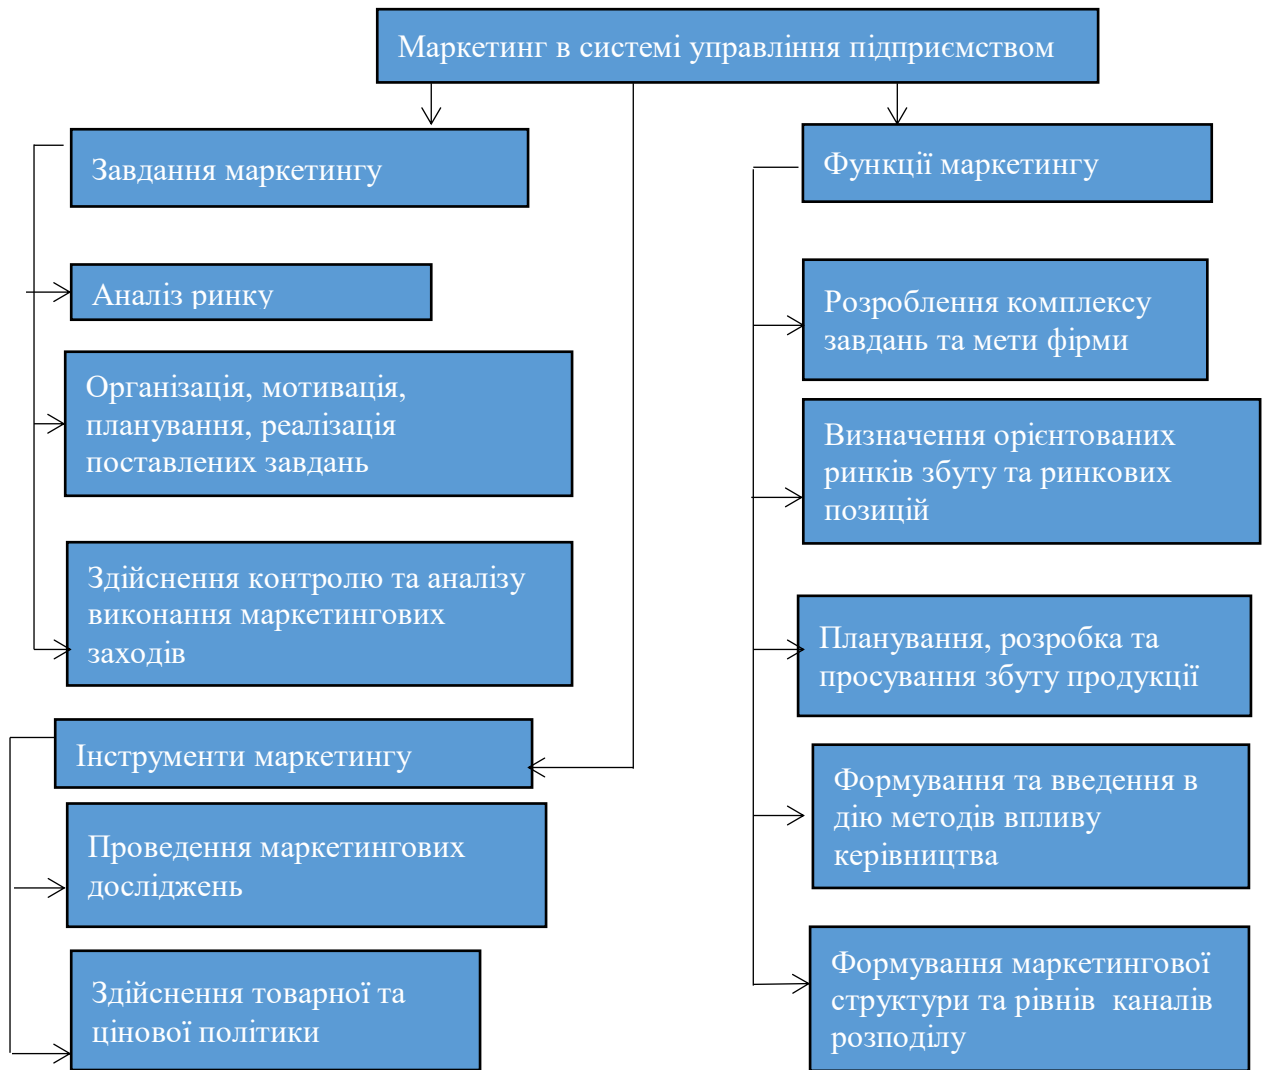 Маркетинг в системі управління підприємством
Завдання маркетингу
Аналіз ринку
Організація, мотивація,
планування, реалізація
поставлених завдань
Здійснення контролю та аналізу
виконання маркетингових
заходів
Інструменти маркетингу
Проведення маркетингових
досліджень
Здійснення товарної та
цінової політики
Функції маркетингу
Розроблення комплексу
завдань та мети фірми
Визначення орієнтованих
ринків збуту та ринкових
позицій
Планування, розробка та
просування збуту продукції
Формування та введення в
дію методів впливу
керівництва
Формування маркетингової
структури та рівнів каналів
розподілу